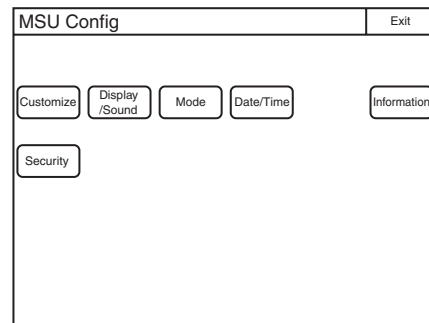 MSU Config
Exit
Customize
Display
/Sound
Mode
Date/Time
Information
Security